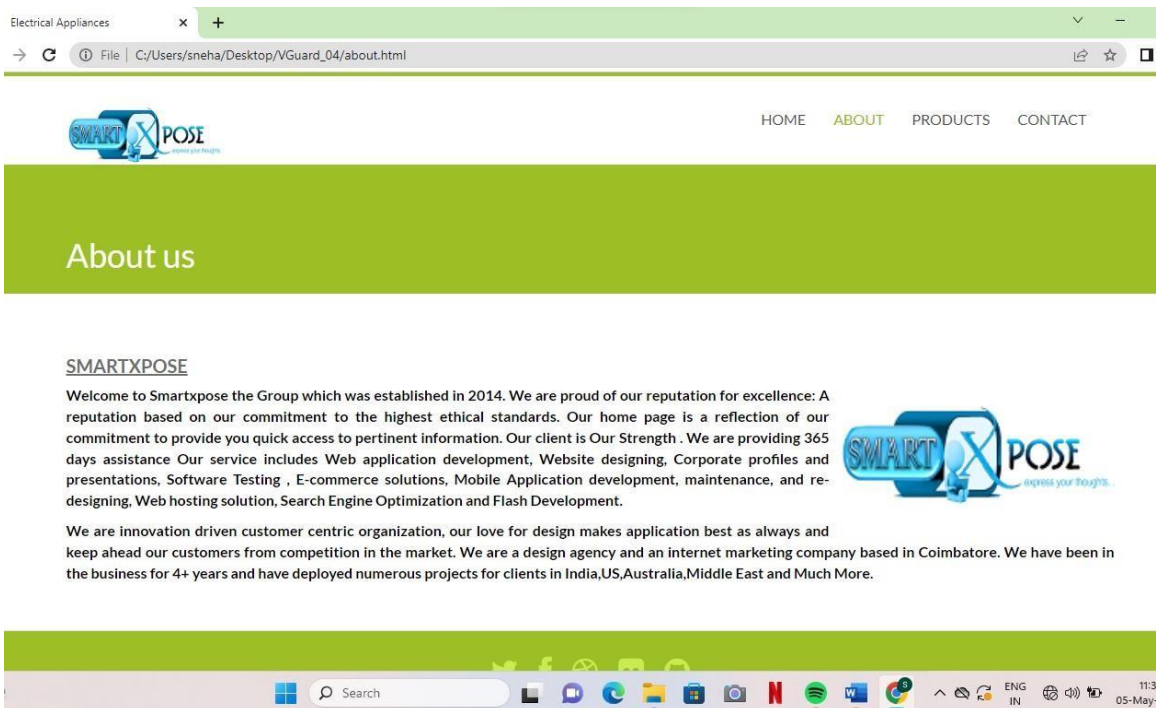 Electrical Appliances
File | C:/Users/sneha/Desktop/VGuard_04/about.html
SMART X POSE
express your thoughts
HOME ABOUT PRODUCTS CONTACT
About us
SMARTXPOSE
Welcome to Smartxpose the Group which was established in 2014. We are proud of our reputation for excellence: A
reputation based on our commitment to the highest ethical standards. Our home page is a reflection of our
commitment to provide you quick access to pertinent information. Our client is Our Strength . We are providing 365
days assistance Our service includes Web application development, Website designing, Corporate profiles and
presentations, Software Testing , E-commerce solutions, Mobile Application development, maintenance, and re-
designing, Web hosting solution, Search Engine Optimization and Flash Development.
We are innovation driven customer centric organization, our love for design makes application best as always and
keep ahead our customers from competition in the market. We are a design agency and an internet marketing company based in Coimbatore. We have been in
the business for 4+ years and have deployed numerous projects for clients in India,US,Australia,Middle East and Much More.
SMART X POSE
express your thoughts...
Search
ENG
IN
11:3
05-May-